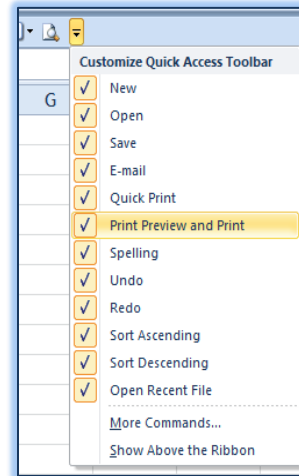 Customize Quick Access Toolbar
G
New
Open
Save
E-mail
Quick Print
Print Preview and Print
Spelling
Undo
Redo
Sort Ascending
Sort Descending
Open Recent File
More Commands...
Show Above the Ribbon